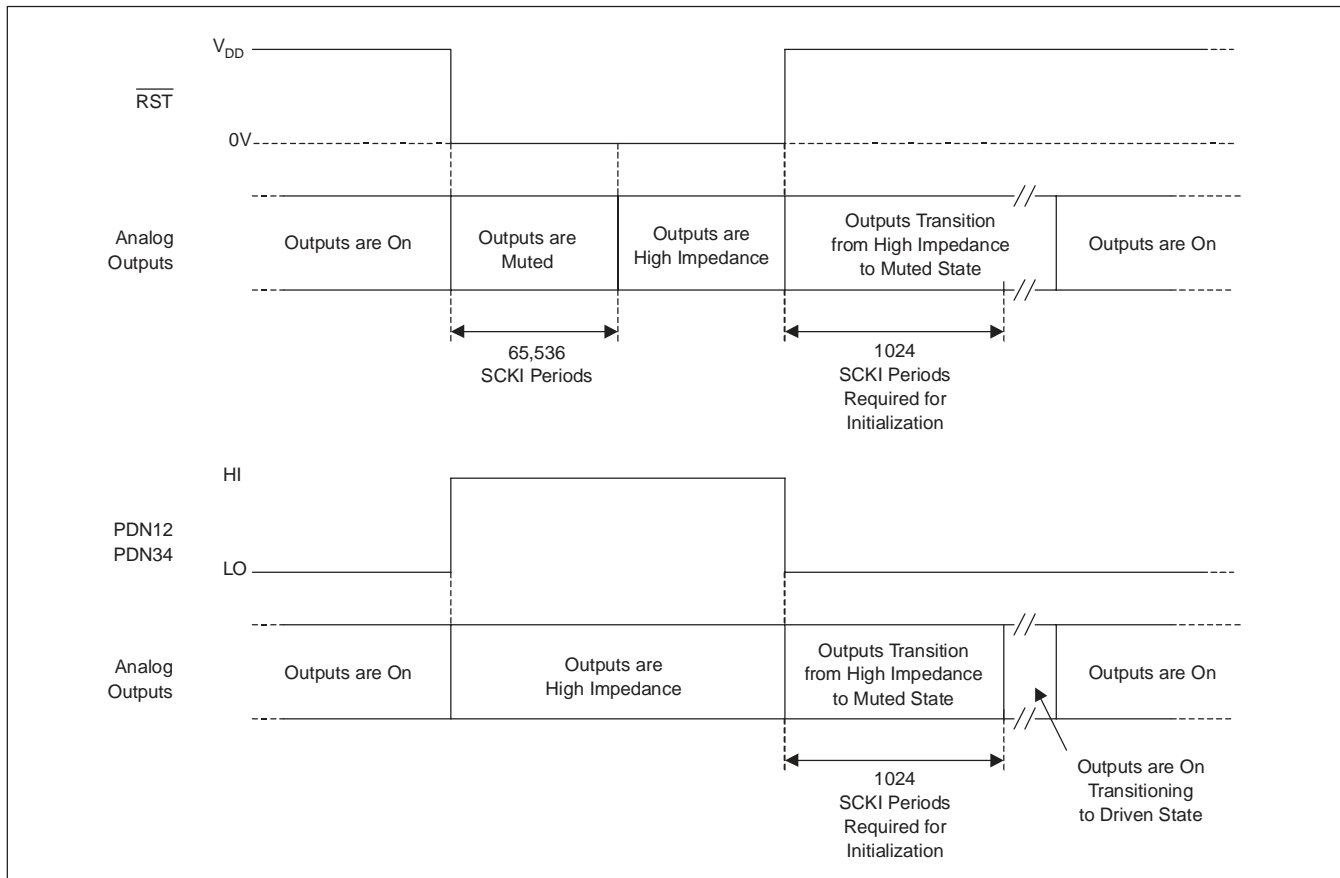 VDD
RST
0V
Analog
Outputs
Outputs are On
Outputs are
Muted
Outputs are
High Impedance
Outputs Transition
from High Impedance
to Muted State
Outputs are On
65,536
SCKI Periods
1024
SCKI Periods
Required for
Initialization
HI
PDN12
PDN34
LO
Analog
Outputs
Outputs are On
Outputs are
High Impedance
Outputs Transition
from High Impedance
to Muted State
Outputs are On
1024
SCKI Periods
Required for
Initialization
Outputs are On
Transitioning
to Driven State